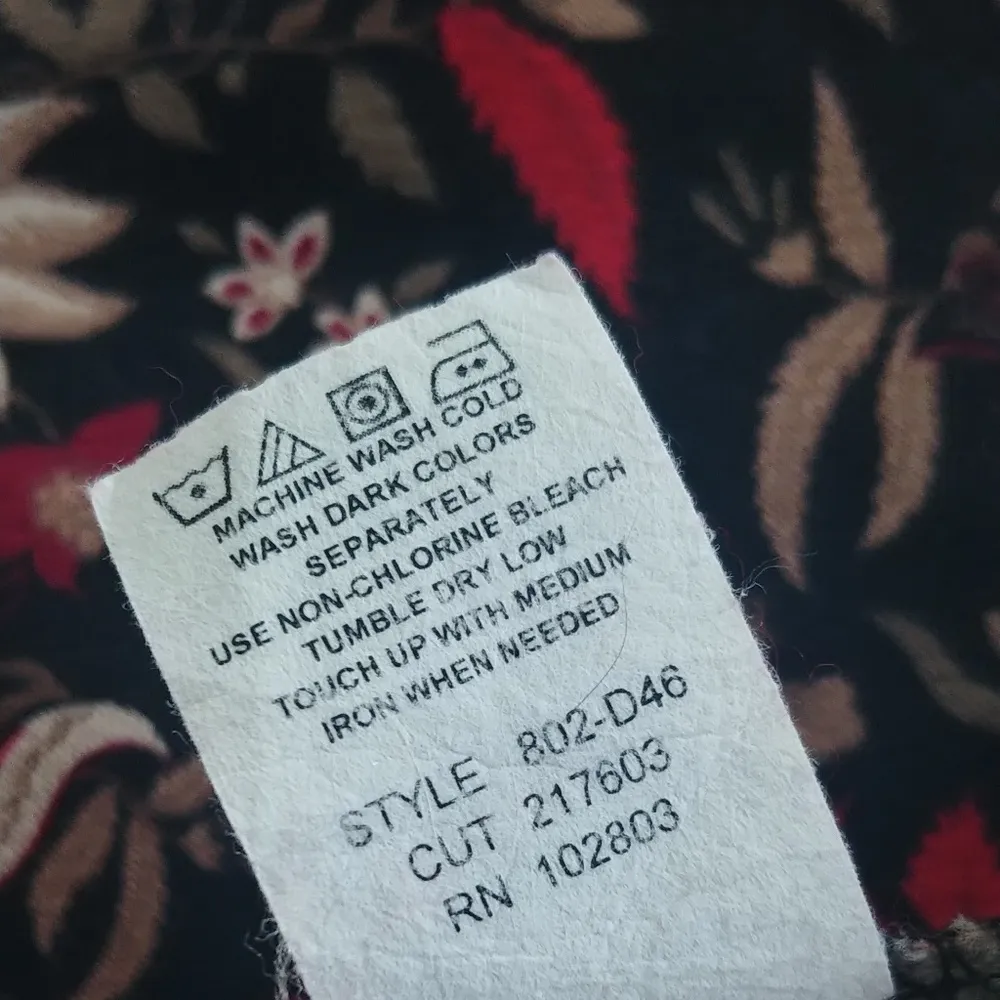 MACHINE WASH COLD
WASH DARK COLORS
SEPARATELY
USE NON-CHLORINE BLEACH
TUMBLE DRY LOW
TOUCH UP WITH MEDIUM
IRON WHEN NEEDED
STYLE 802-D46
CUT 217603
RN 102803